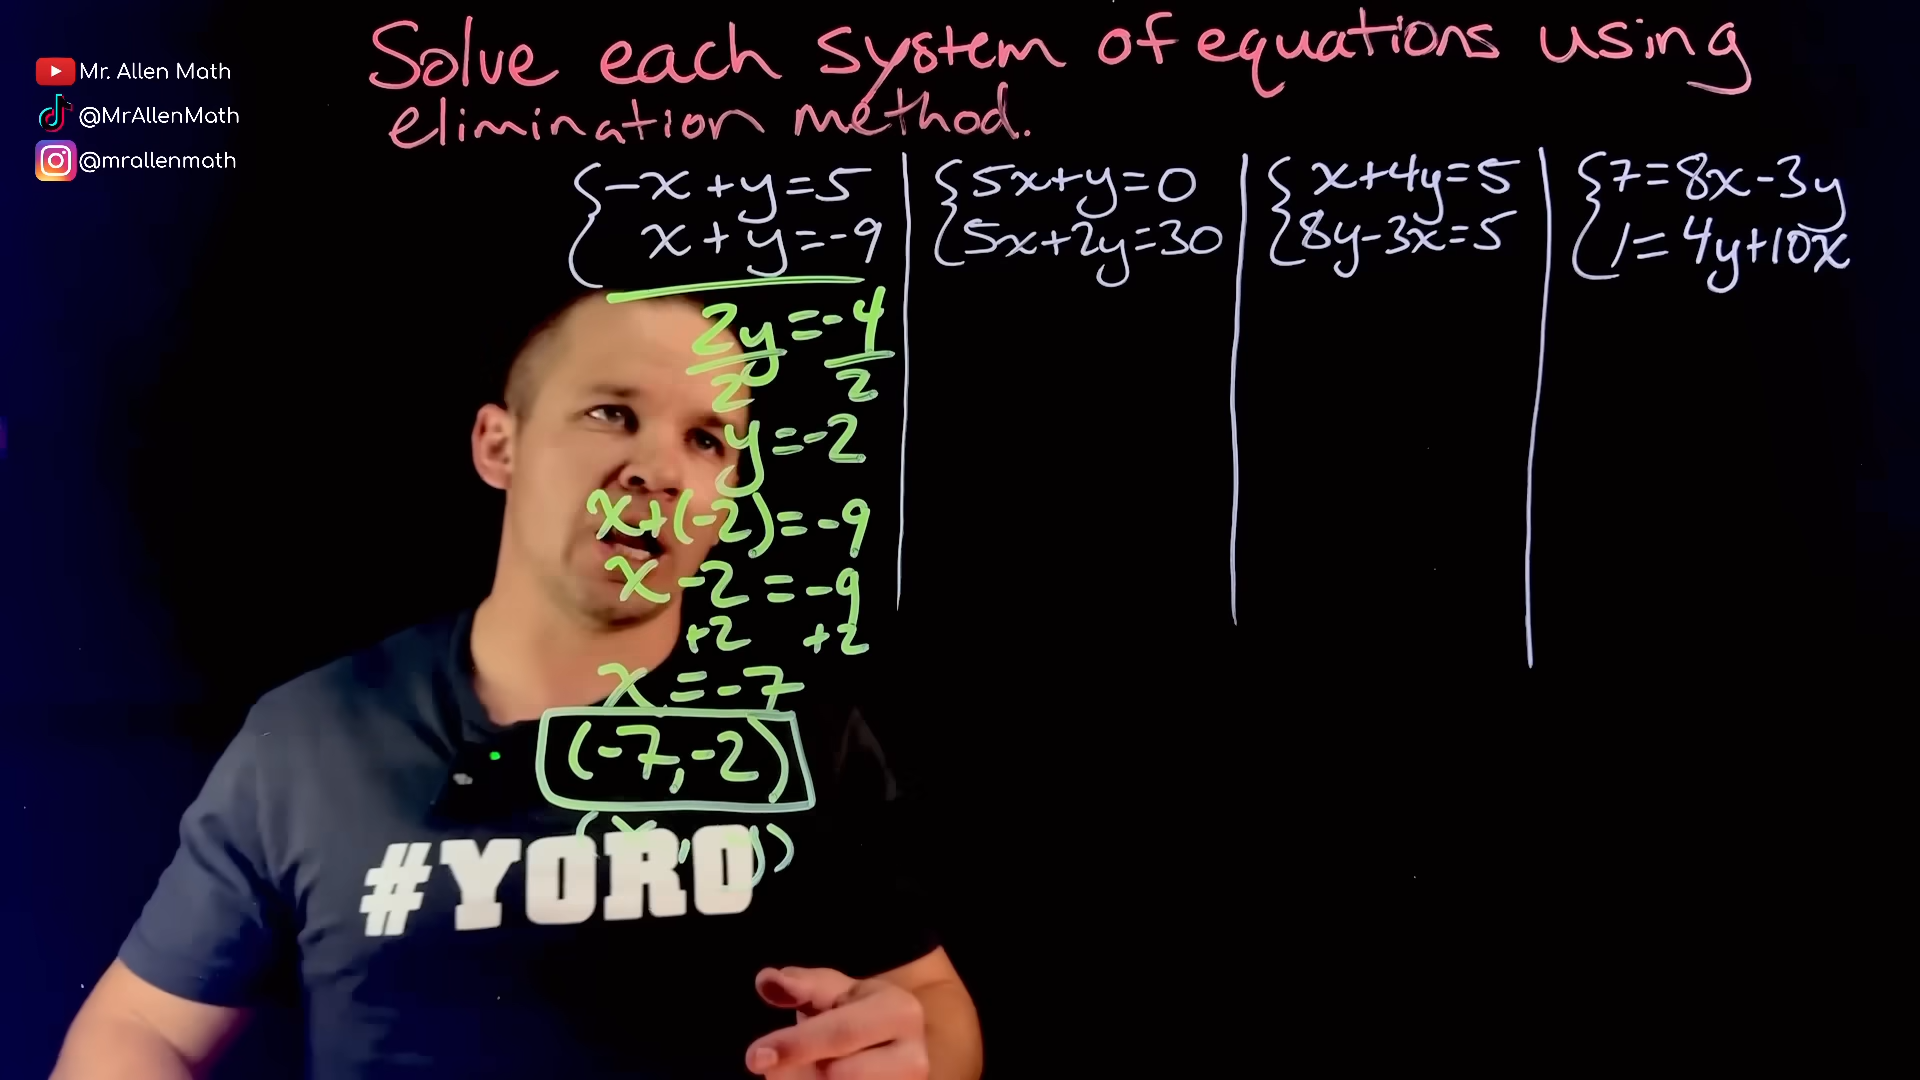 Mr. Allen Math
@MrAllenMath
@mrallenmath
Solve each system of equations using
elimination method.
-x+y=5
x+y=-9
2y=-4
2 2
y=-2
x+(-2)=-9
x-2=-9
+2 +2
x=-7
(-7,-2)
(x,y)
5x+y=0
5x+2y=30
x+4y=5
8y-3x=5
7=8x-3y
1=4y+10x
#YORO